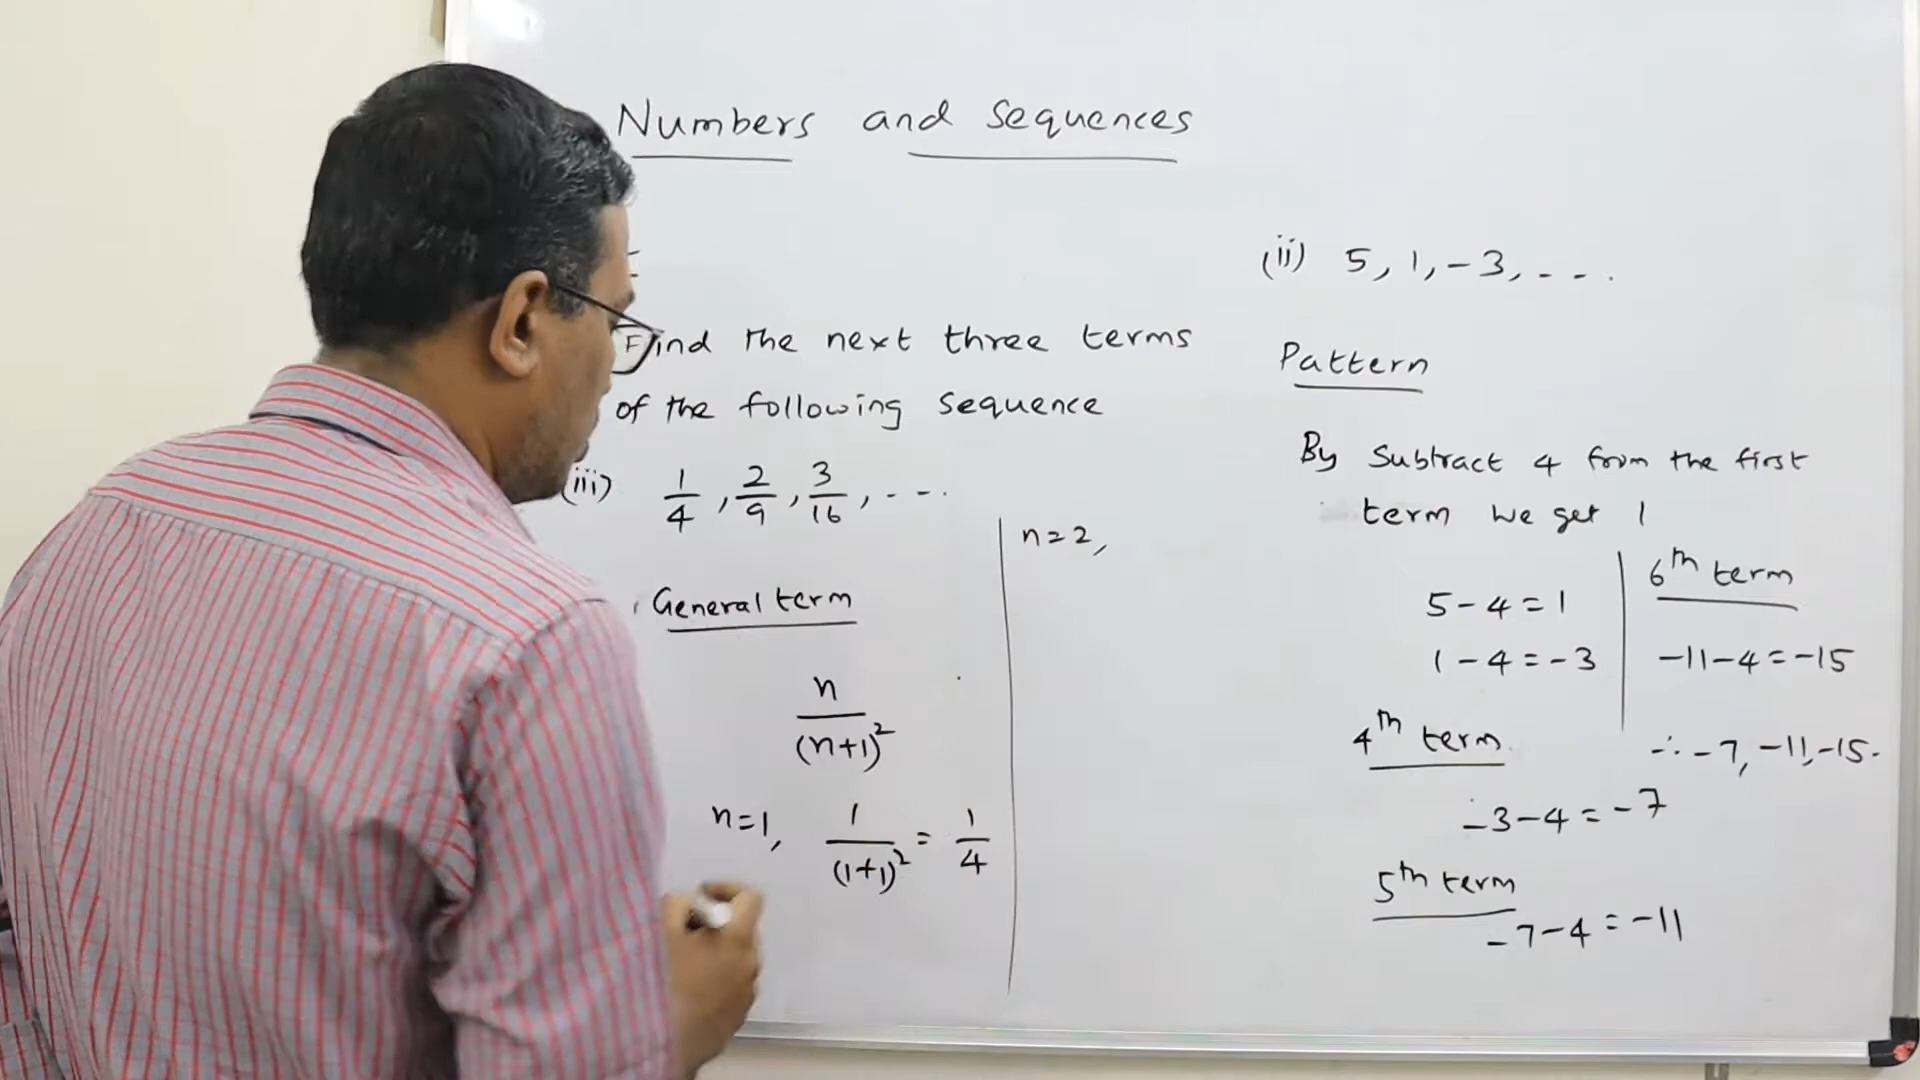 Numbers and Sequences
Find the next three terms
of the following sequence
(iii) 1/4, 2/9, 3/16, - - -.
General term
n/(n+1)²
n=1, 1/(1+1)² = 1/4
n=2,
(ii) 5, 1, -3, - - .
Pattern
By Subtract 4 from the first
term we get 1
5-4=1
1-4=-3
4th term
-3-4=-7
5th term
-7-4=-11
6th term
-11-4=-15
∴ -7, -11, -15.